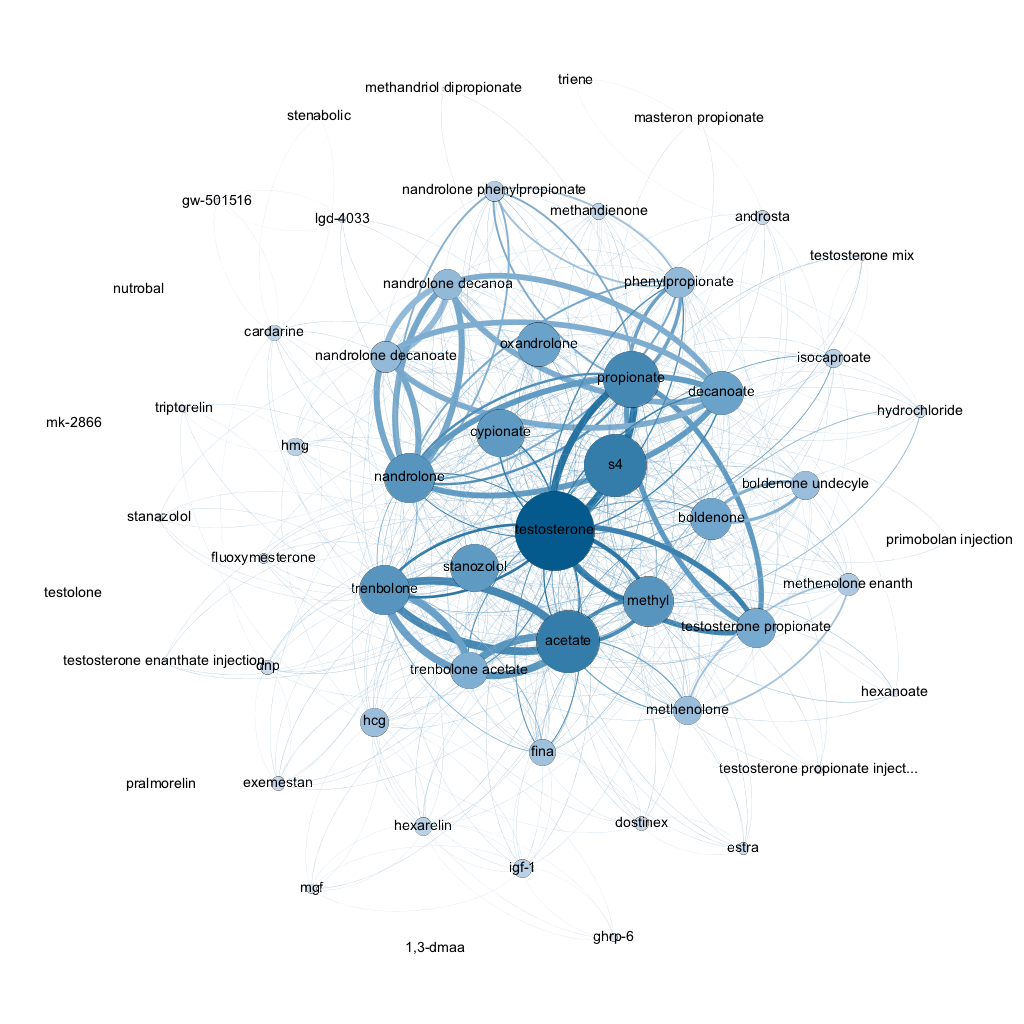 triene
methandriol dipropionate
stenabolic
masteron propionate
nandrolone phenylpropionate
gw-501516
methandienone
lgd-4033
androsta
testosterone mix
nandrolone decanoa
phenylpropionate
nutrobal
cardarine
oxandrolone
nandrolone decanoate
isocaproate
propionate
decanoate
triptorelin
hydrochloride
mk-2866
cypionate
hmg
s4
nandrolone
boldenone undecyle
stanazolol
boldenone
testosterone
primobolan injection
fluoxymesterone
stanozolol
methenolone enanth
trenbolone
testolone
methyl
testosterone propionate
acetate
testosterone enanthate injection
dnp
trenbolone acetate
hexanoate
methenolone
hcg
fina
testosterone propionate inject...
pralmorelin
exemestan
hexarelin
dostinex
estra
igf-1
mgf
ghrp-6
1,3-dmaa